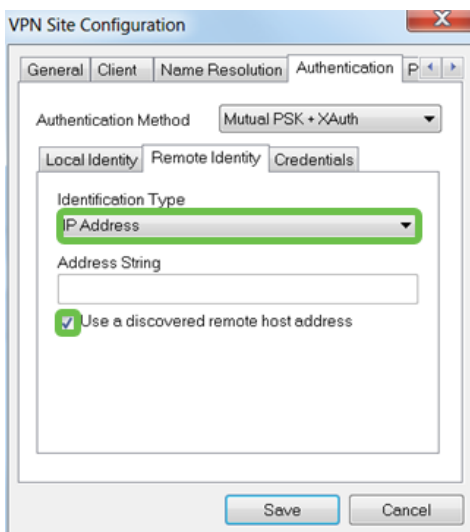 VPN Site Configuration
General Client Name Resolution Authentication P
Authentication Method Mutual PSK + XAuth
Local Identity Remote Identity Credentials
Identification Type
IP Address
Address String
Use a discovered remote host address
Save Cancel